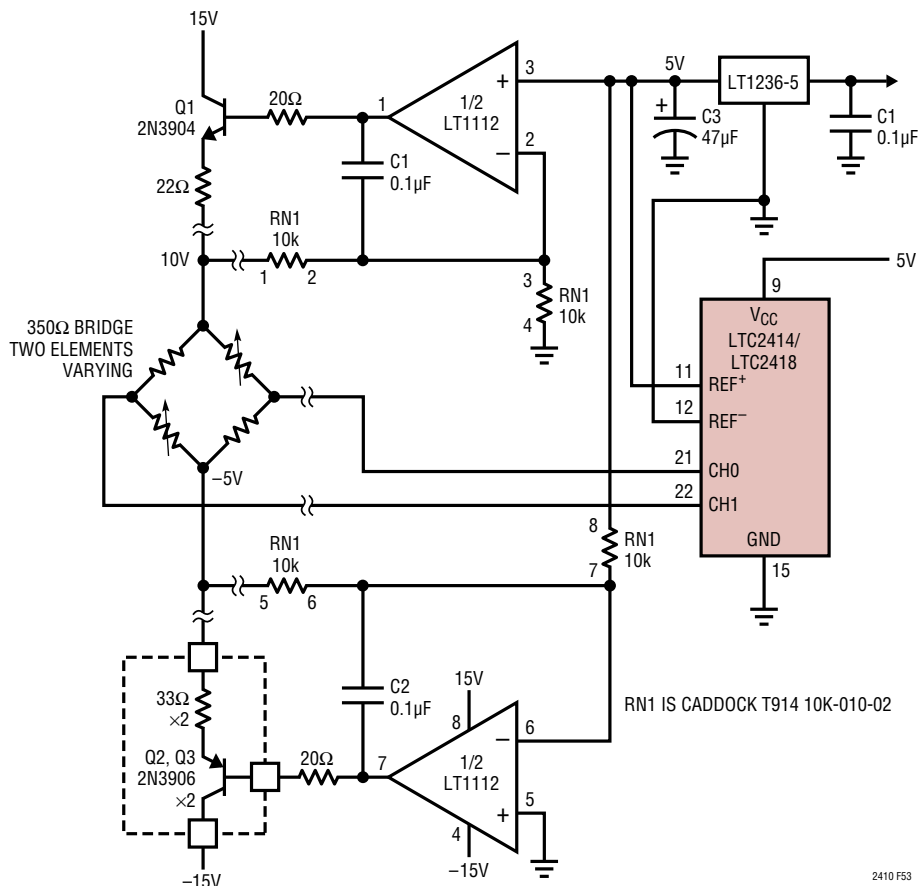 15V
Q1
2N3904
20Ω
1
1/2
LT1112
+
3
–
2
5V
LT1236-5
+
C3
47µF
C1
0.1µF
22Ω
C1
0.1µF
10V
RN1
10k
1
2
3
4
RN1
10k
5V
9
VCC
LTC2414/
LTC2418
11
REF+
12
REF–
21
CH0
22
CH1
GND
15
350Ω BRIDGE
TWO ELEMENTS
VARYING
–5V
8
7
RN1
10k
RN1
10k
5
6
C2
0.1µF
15V
8
6
–
RN1 IS CADDOCK T914 10K-010-02
33Ω
×2
Q2, Q3
2N3906
×2
20Ω
7
1/2
LT1112
5
+
4
–15V
–15V
2410 F53